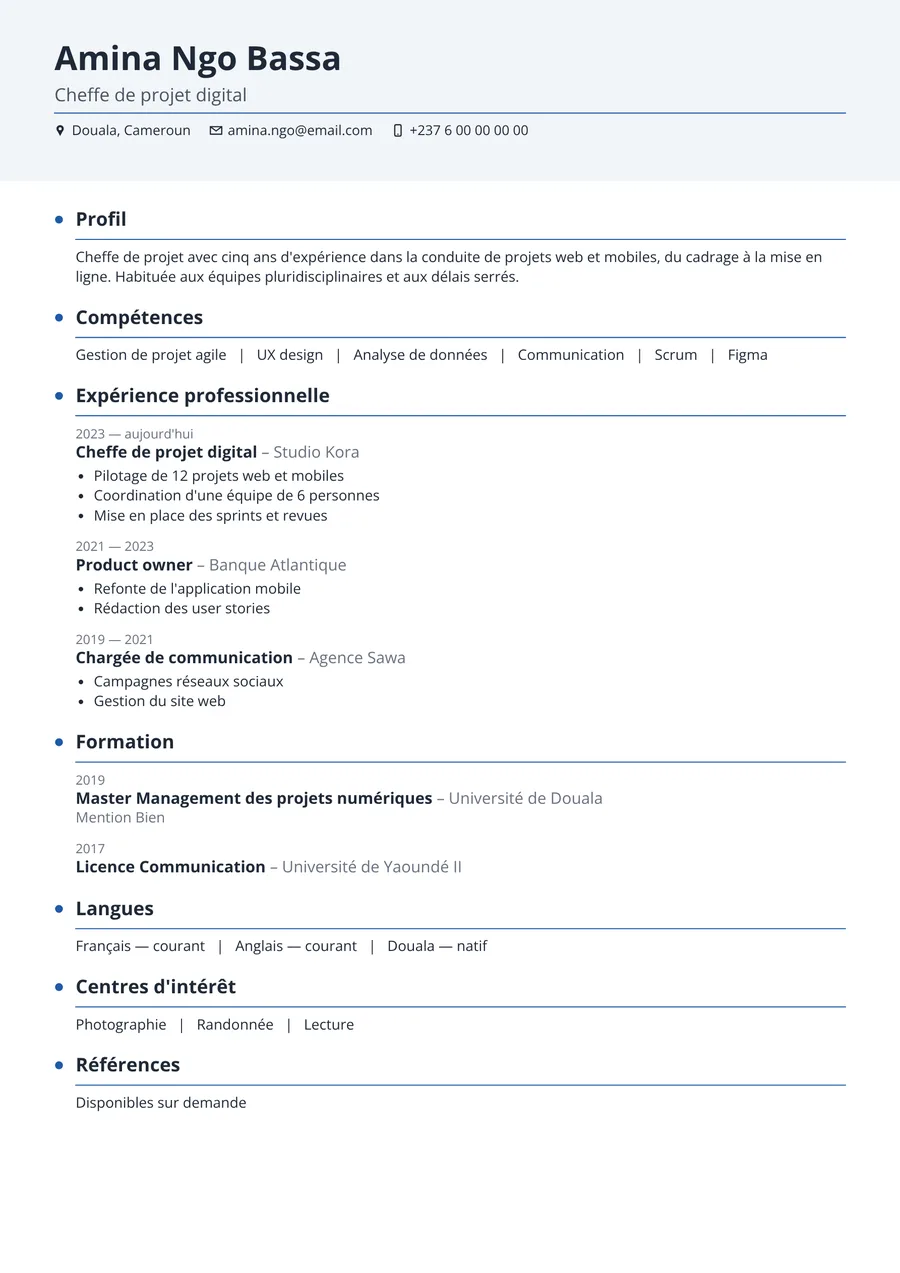 Amina Ngo Bassa
Cheffe de projet digital
Douala, Cameroun amina.ngo@email.com +237 6 00 00 00 00
Profil
Cheffe de projet avec cinq ans d'expérience dans la conduite de projets web et mobiles, du cadrage à la mise en
ligne. Habituée aux équipes pluridisciplinaires et aux délais serrés.
Compétences
Gestion de projet agile | UX design | Analyse de données | Communication | Scrum | Figma
Expérience professionnelle
2023 — aujourd'hui
Cheffe de projet digital – Studio Kora
• Pilotage de 12 projets web et mobiles
• Coordination d'une équipe de 6 personnes
• Mise en place des sprints et revues
2021 — 2023
Product owner – Banque Atlantique
• Refonte de l'application mobile
• Rédaction des user stories
2019 — 2021
Chargée de communication – Agence Sawa
• Campagnes réseaux sociaux
• Gestion du site web
Formation
2019
Master Management des projets numériques – Université de Douala
Mention Bien
2017
Licence Communication – Université de Yaoundé II
Langues
Français — courant | Anglais — courant | Douala — natif
Centres d'intérêt
Photographie | Randonnée | Lecture
Références
Disponibles sur demande